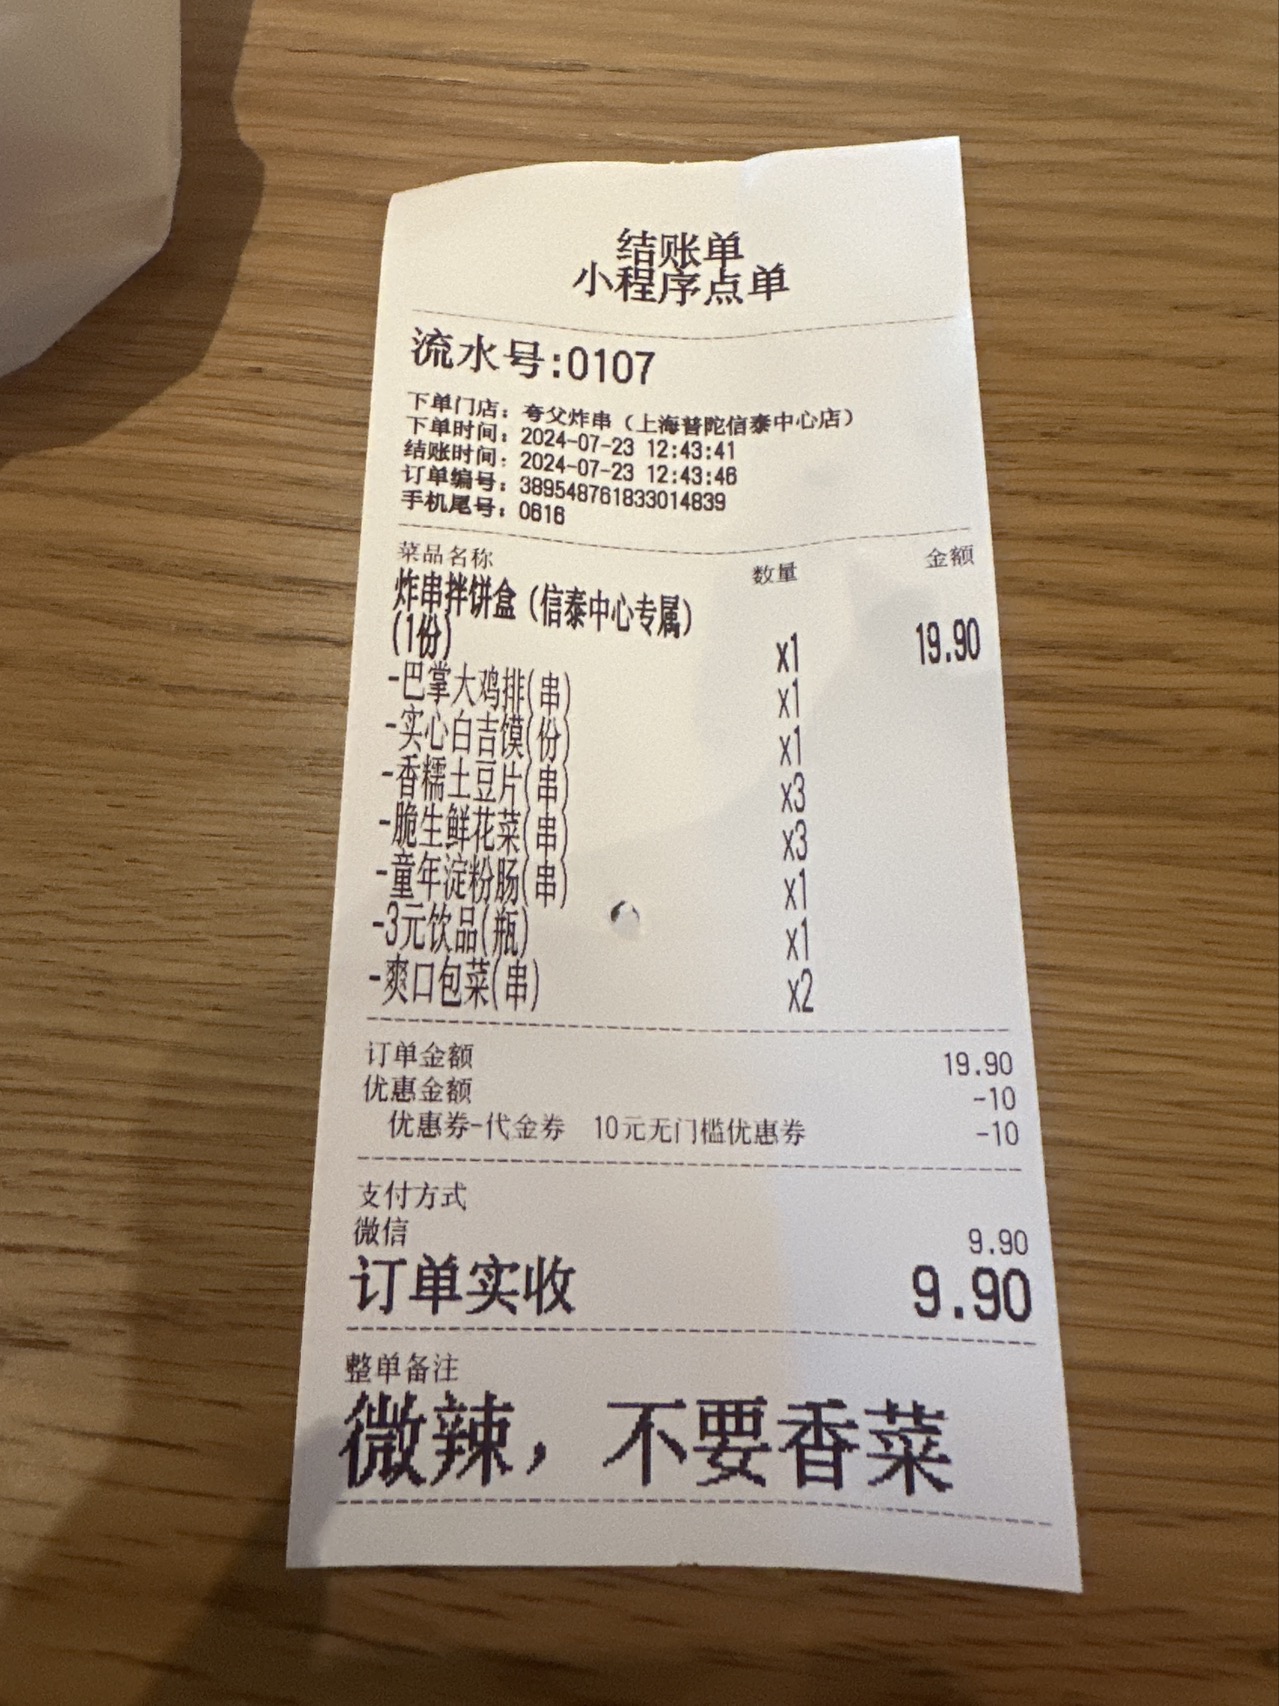 结账单
小程序点单
流水号:0107
下单门店: 夸父炸串（上海普陀信泰中心店）
下单时间: 2024-07-23 12:43:41
结账时间: 2024-07-23 12:43:46
订单编号: 389548761833014839
手机尾号: 0616
菜品名称 数量 金额
炸串拌饼盒（信泰中心专属）
(1份) x1 19.90
-巴掌大鸡排(串) x1
-实心白吉馍(份) x1
-香糯土豆片(串) x3
-脆生鲜花菜(串) x3
-童年淀粉肠(串) x1
-3元饮品(瓶) x1
-爽口包菜(串) x2
订单金额 19.90
优惠金额 -10
优惠券-代金券 10元无门槛优惠券 -10
支付方式
微信 9.90
订单实收 9.90
整单备注
微辣，不要香菜